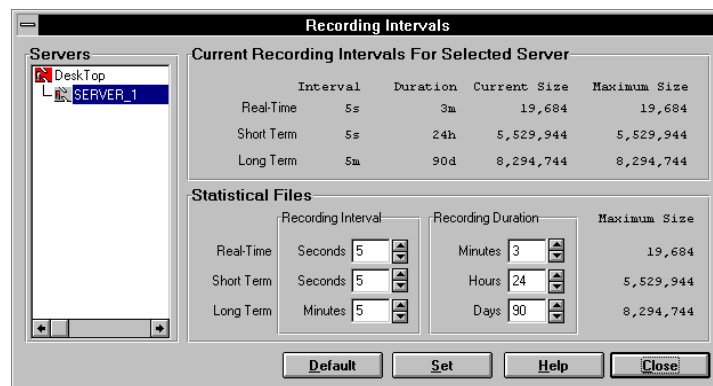 Recording Intervals
Servers
DeskTop
SERVER_1
Current Recording Intervals For Selected Server
Interval Duration Current Size Maximum Size
Real-Time 5s 3m 19,684 19,684
Short Term 5s 24h 5,529,944 5,529,944
Long Term 5m 90d 8,294,744 8,294,744
Statistical Files
Recording Interval Recording Duration Maximum Size
Real-Time Seconds 5 Minutes 3 19,684
Short Term Seconds 5 Hours 24 5,529,944
Long Term Minutes 5 Days 90 8,294,744
Default Set Help Close